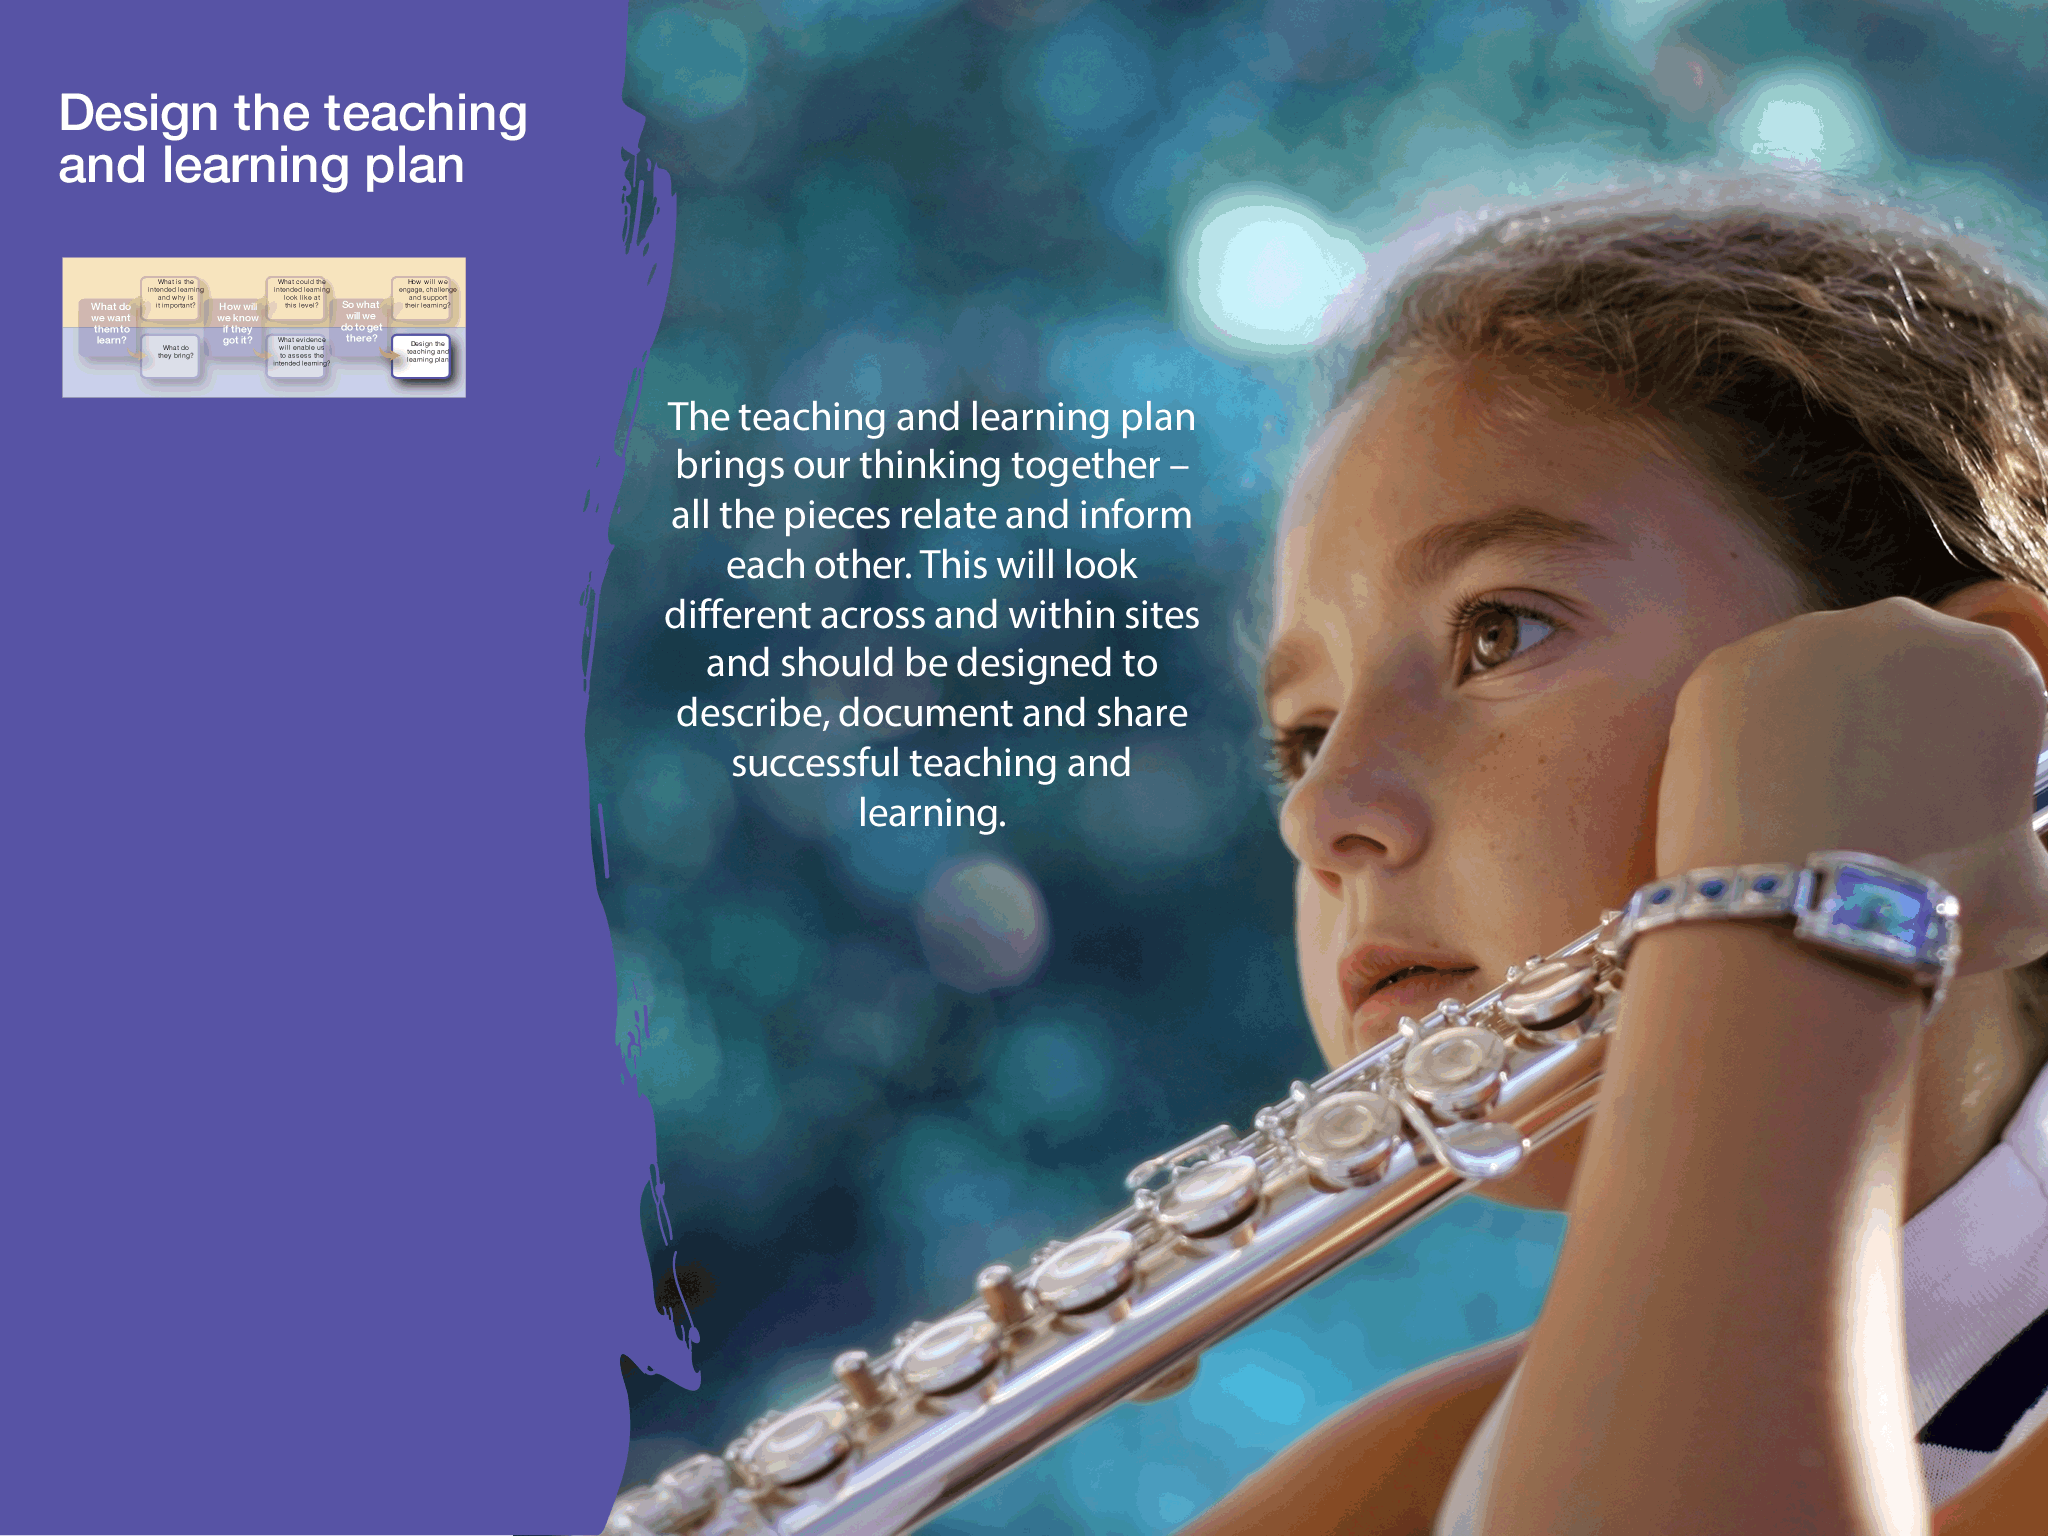 Design the teaching
and learning plan
What do
we want
them to
learn?
What is the
intended learning
and why is
it important?
What do
they bring?
How will
we know
if they
got it?
What could the
intended learning
look like at
this level?
What evidence
will enable us
to assess the
intended learning?
So what
will we
do to get
there?
How will we
engage, challenge
and support
their learning?
Design the
teaching and
learning plan
The teaching and learning plan
brings our thinking together –
all the pieces relate and inform
each other. This will look
different across and within sites
and should be designed to
describe, document and share
successful teaching and
learning.